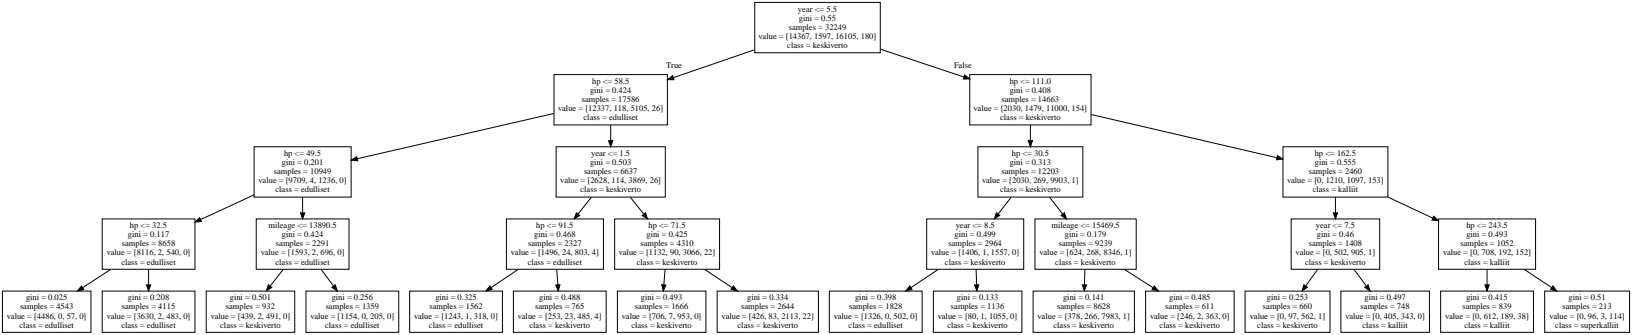 year <= 5.5
gini = 0.55
samples = 32249
value = [14367, 1597, 16105, 180]
class = keskiverto
True
False
hp <= 58.5
gini = 0.424
samples = 17586
value = [12337, 118, 5105, 26]
class = edulliset
hp <= 111.0
gini = 0.408
samples = 14663
value = [2030, 1479, 11000, 154]
class = keskiverto
hp <= 49.5
gini = 0.201
samples = 10949
value = [9709, 4, 1236, 0]
class = edulliset
year <= 1.5
gini = 0.503
samples = 6637
value = [2628, 114, 3869, 26]
class = keskiverto
hp <= 30.5
gini = 0.313
samples = 12203
value = [2030, 269, 9903, 1]
class = keskiverto
hp <= 162.5
gini = 0.555
samples = 2460
value = [0, 1210, 1097, 153]
class = kalliit
hp <= 32.5
gini = 0.117
samples = 8658
value = [8116, 2, 540, 0]
class = edulliset
mileage <= 13890.5
gini = 0.424
samples = 2291
value = [1593, 2, 696, 0]
class = edulliset
hp <= 91.5
gini = 0.468
samples = 2327
value = [1496, 24, 803, 4]
class = edulliset
hp <= 71.5
gini = 0.425
samples = 4310
value = [1132, 90, 3066, 22]
class = keskiverto
year <= 8.5
gini = 0.499
samples = 2964
value = [1406, 1, 1557, 0]
class = keskiverto
mileage <= 15469.5
gini = 0.179
samples = 9239
value = [624, 268, 8346, 1]
class = keskiverto
year <= 7.5
gini = 0.46
samples = 1408
value = [0, 502, 905, 1]
class = keskiverto
hp <= 243.5
gini = 0.493
samples = 1052
value = [0, 708, 192, 152]
class = kalliit
gini = 0.025
samples = 4543
value = [4486, 0, 57, 0]
class = edulliset
gini = 0.208
samples = 4115
value = [3630, 2, 483, 0]
class = edulliset
gini = 0.501
samples = 932
value = [439, 2, 491, 0]
class = keskiverto
gini = 0.256
samples = 1359
value = [1154, 0, 205, 0]
class = edulliset
gini = 0.325
samples = 1562
value = [1243, 1, 318, 0]
class = edulliset
gini = 0.488
samples = 765
value = [253, 23, 485, 4]
class = keskiverto
gini = 0.493
samples = 1666
value = [706, 7, 953, 0]
class = keskiverto
gini = 0.334
samples = 2644
value = [426, 83, 2113, 22]
class = keskiverto
gini = 0.398
samples = 1828
value = [1326, 0, 502, 0]
class = edulliset
gini = 0.133
samples = 1136
value = [80, 1, 1055, 0]
class = keskiverto
gini = 0.141
samples = 8628
value = [378, 266, 7983, 1]
class = keskiverto
gini = 0.485
samples = 611
value = [246, 2, 363, 0]
class = keskiverto
gini = 0.253
samples = 660
value = [0, 97, 562, 1]
class = keskiverto
gini = 0.497
samples = 748
value = [0, 405, 343, 0]
class = kalliit
gini = 0.415
samples = 839
value = [0, 612, 189, 38]
class = kalliit
gini = 0.51
samples = 213
value = [0, 96, 3, 114]
class = superkalliit